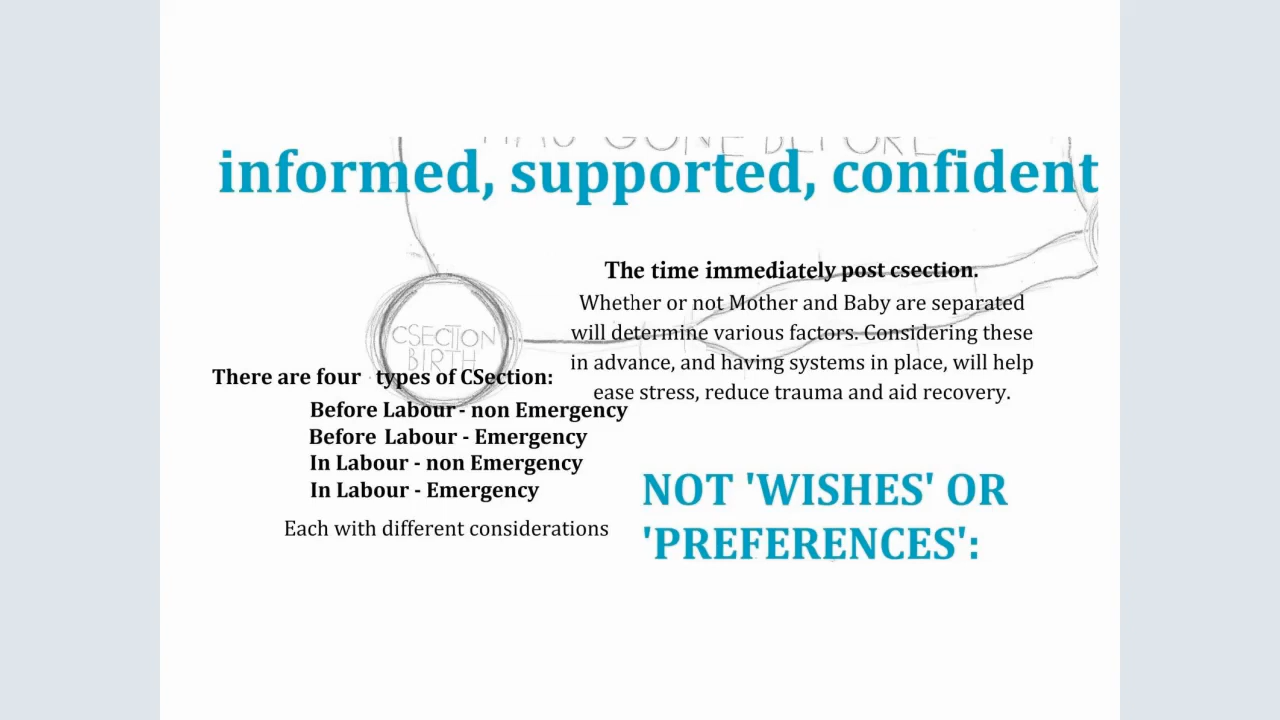 GONE BEFORE
informed, supported, confident
The time immediately post csection.
Whether or not Mother and Baby are separated
will determine various factors. Considering these
in advance, and having systems in place, will help
ease stress, reduce trauma and aid recovery.
CSECTION
BIRTH
There are four types of CSection:
Before Labour - non Emergency
Before Labour - Emergency
In Labour - non Emergency
In Labour - Emergency
Each with different considerations
NOT 'WISHES' OR
'PREFERENCES':